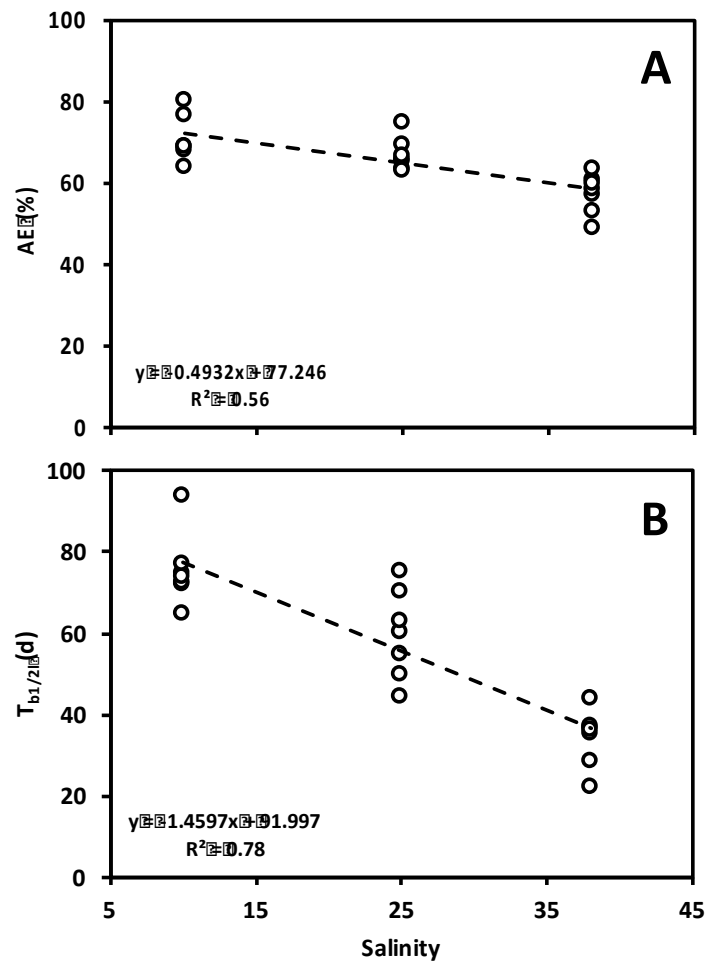 100
80
60
40
20
0
AE (%)
A
y = -0.4932x + 77.246
R² = 0.56
100
80
60
40
20
0
T b1/2l (d)
B
y = -1.4597x + 91.997
R² = 0.78
5 15 25 35 45
Salinity